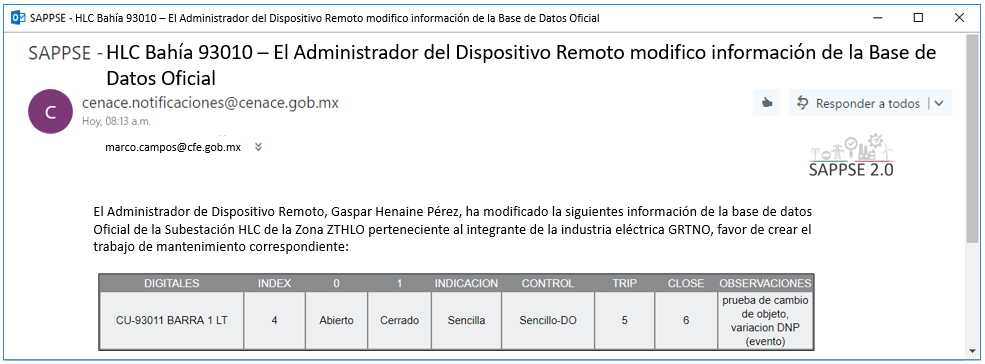 SAPPSE - HLC Bahía 93010 – El Administrador del Dispositivo Remoto modifico información de la Base de Datos Oficial
SAPPSE - HLC Bahía 93010 – El Administrador del Dispositivo Remoto modifico información de la Base de
Datos Oficial
C
cenace.notificaciones@cenace.gob.mx
Hoy, 08:13 a.m.
Responder a todos
marco.campos@cfe.gob.mx
SAPPSE 2.0
El Administrador de Dispositivo Remoto, Gaspar Henaine Pérez, ha modificado la siguientes información de la base de datos
Oficial de la Subestación HLC de la Zona ZTHLO perteneciente al integrante de la industria eléctrica GRTNO, favor de crear el
trabajo de mantenimiento correspondiente:
DIGITALES INDEX 0 1 INDICACION CONTROL TRIP CLOSE OBSERVACIONES
CU-93011 BARRA 1 LT 4 Abierto Cerrado Sencilla Sencillo-DO 5 6 prueba de cambio
de objeto,
variacion DNP
(evento)